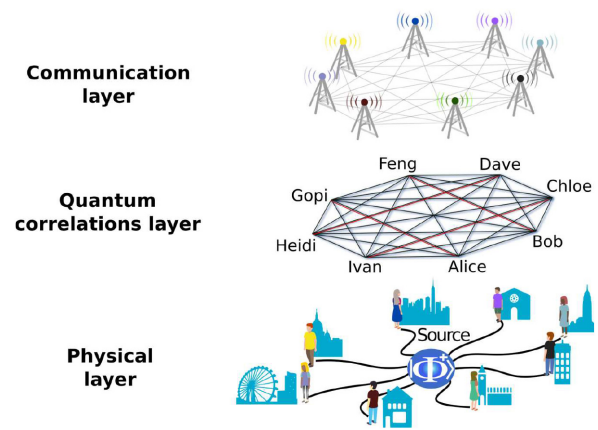 Communication
layer
Feng
Dave
Gopi
Chloe
Quantum
correlations layer
Heidi
Bob
Ivan
Alice
Source
Φ+
Physical
layer